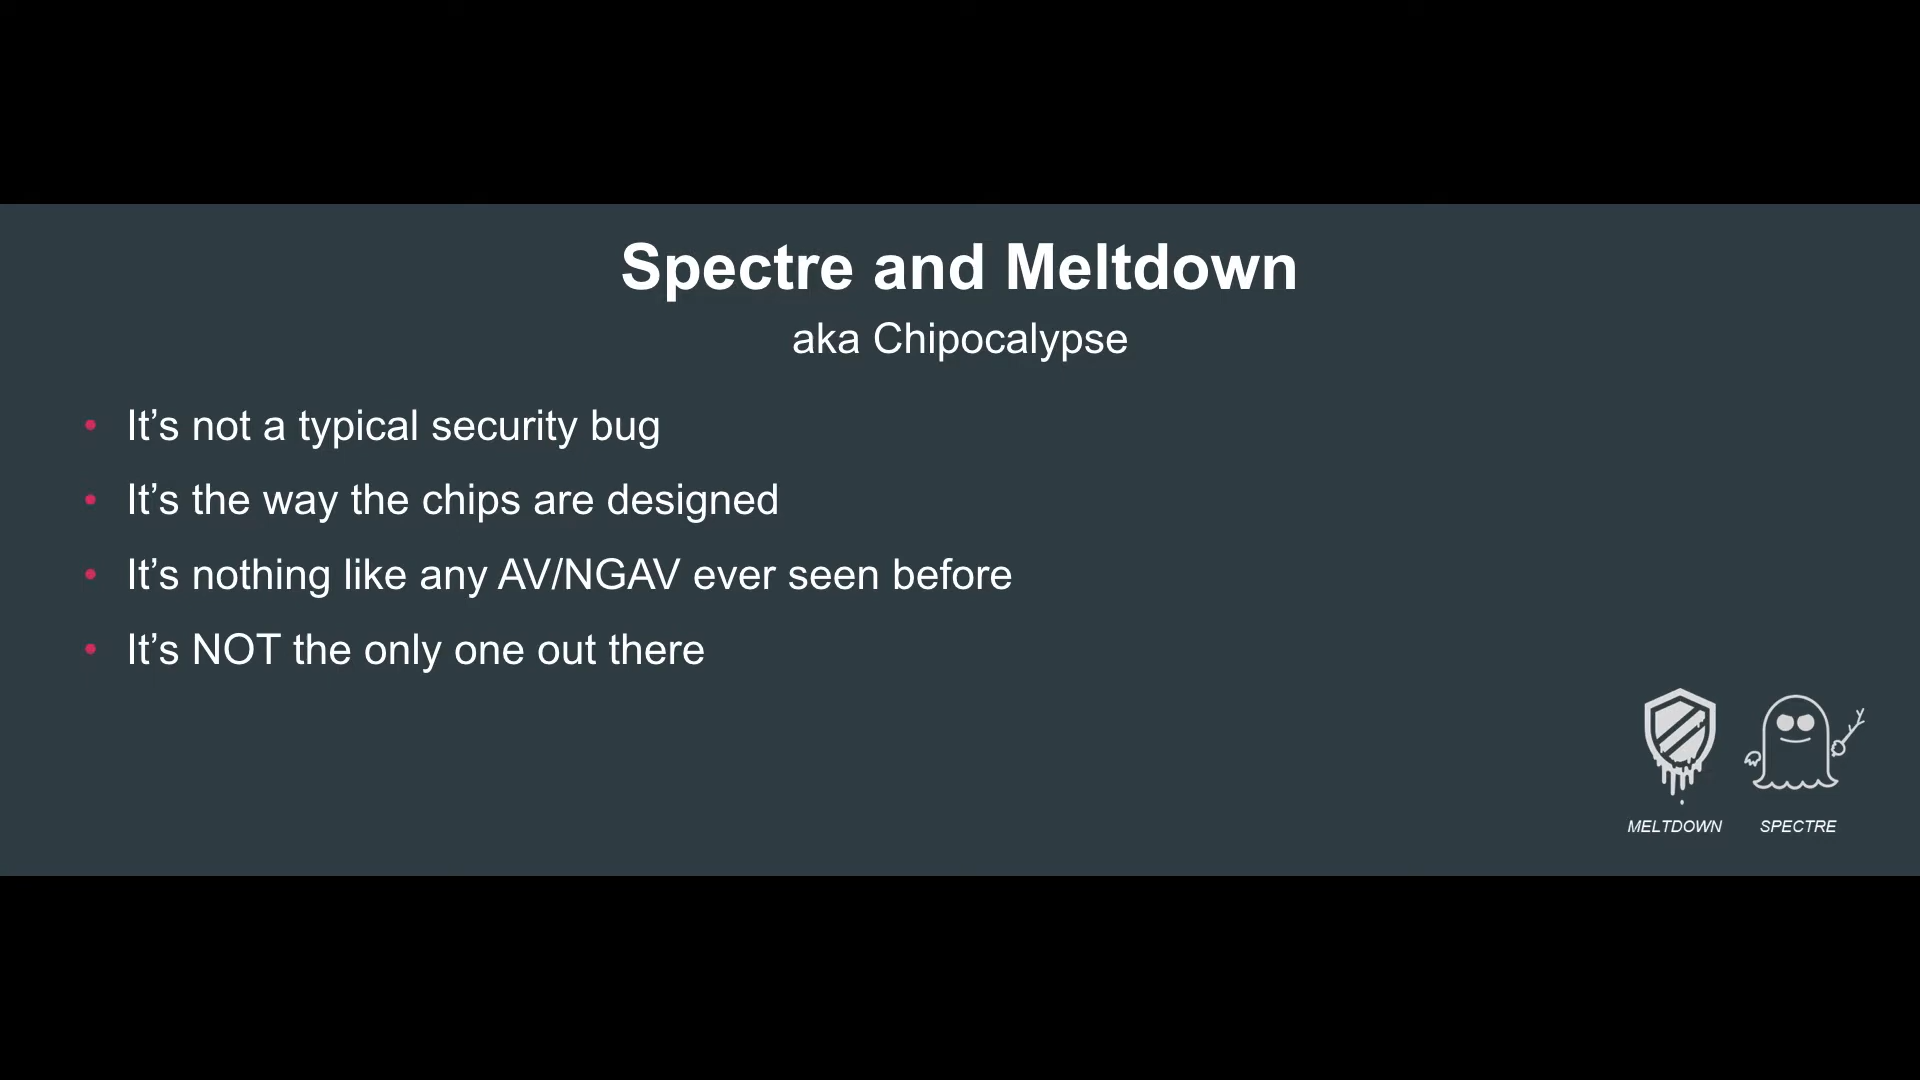 Spectre and Meltdown
aka Chipocalypse
• It’s not a typical security bug
• It’s the way the chips are designed
• It’s nothing like any AV/NGAV ever seen before
• It’s NOT the only one out there
MELTDOWN SPECTRE